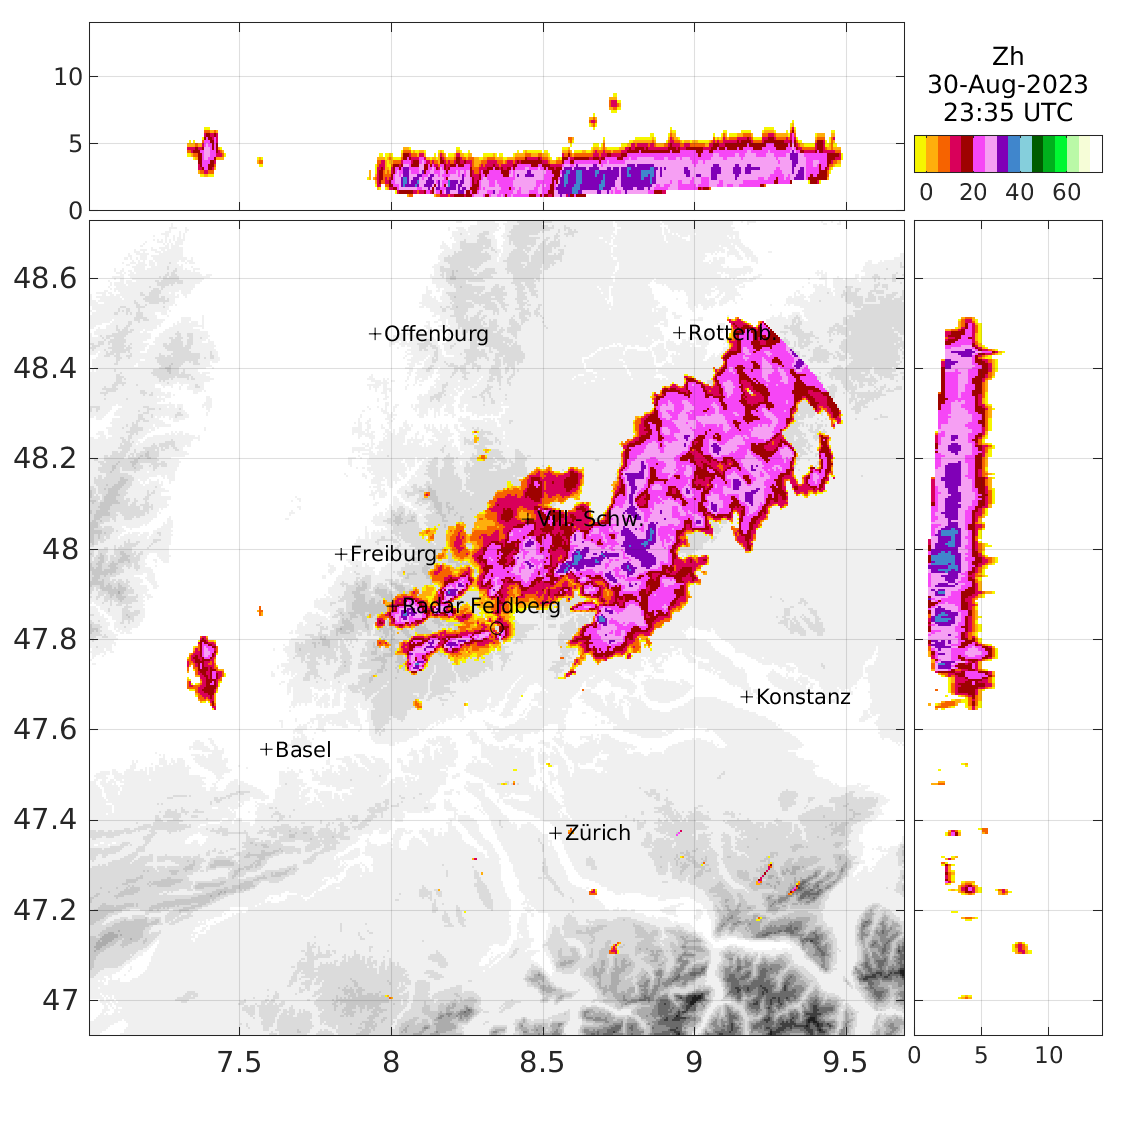 Zh
30-Aug-2023
23:35 UTC
0 20 40 60
10
5
0
48.6
48.4
48.2
48
47.8
47.6
47.4
47.2
47
+Offenburg
+Rottenb.
+Vill.-Schw.
+Freiburg
+Radar Feldberg
+Konstanz
+Basel
+Zürich
7.5 8 8.5 9 9.5
0 5 10